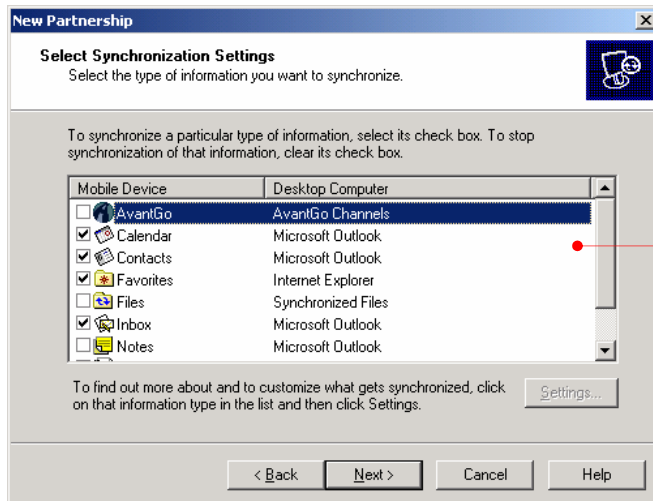 New Partnership
Select Synchronization Settings
Select the type of information you want to synchronize.
To synchronize a particular type of information, select its check box. To stop
synchronization of that information, clear its check box.
Mobile Device Desktop Computer
AvantGo AvantGo Channels
Calendar Microsoft Outlook
Contacts Microsoft Outlook
Favorites Internet Explorer
Files Synchronized Files
Inbox Microsoft Outlook
Notes Microsoft Outlook
To find out more about and to customize what gets synchronized, click
on that information type in the list and then click Settings.
Settings...
< Back Next > Cancel Help